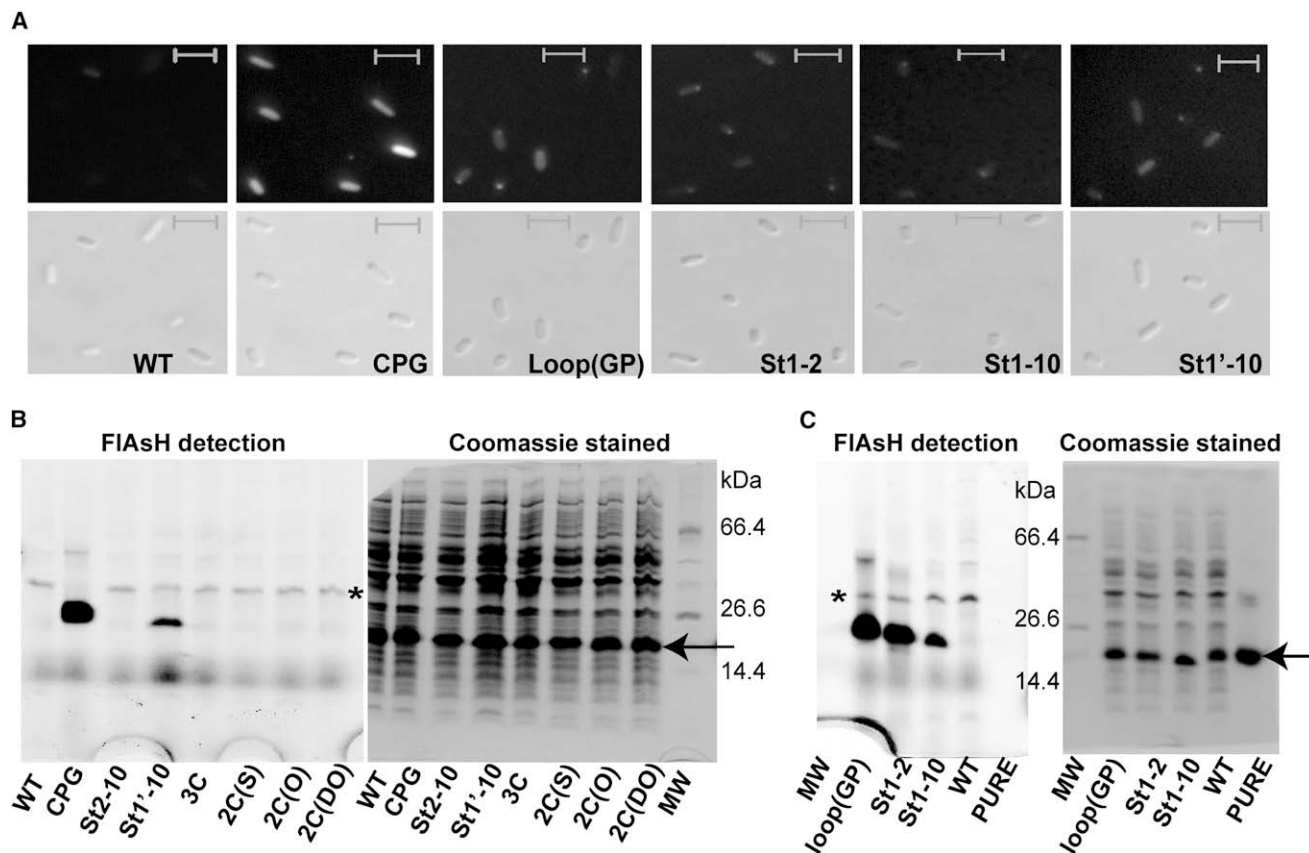 A
WT
CPG
Loop(GP)
St1-2
St1-10
St1'-10
B
FlAsH detection
Coomassie stained
kDa
66.4
26.6
14.4
*
WT
CPG
St2-10
St1'-10
3C
2C(S)
2C(O)
2C(DO)
WT
CPG
St2-10
St1'-10
3C
2C(S)
2C(O)
2C(DO)
MW
C
FlAsH detection
Coomassie stained
kDa
66.4
26.6
14.4
*
MW
loop(GP)
St1-2
St1-10
WT
PURE
MW
loop(GP)
St1-2
St1-10
WT
PURE